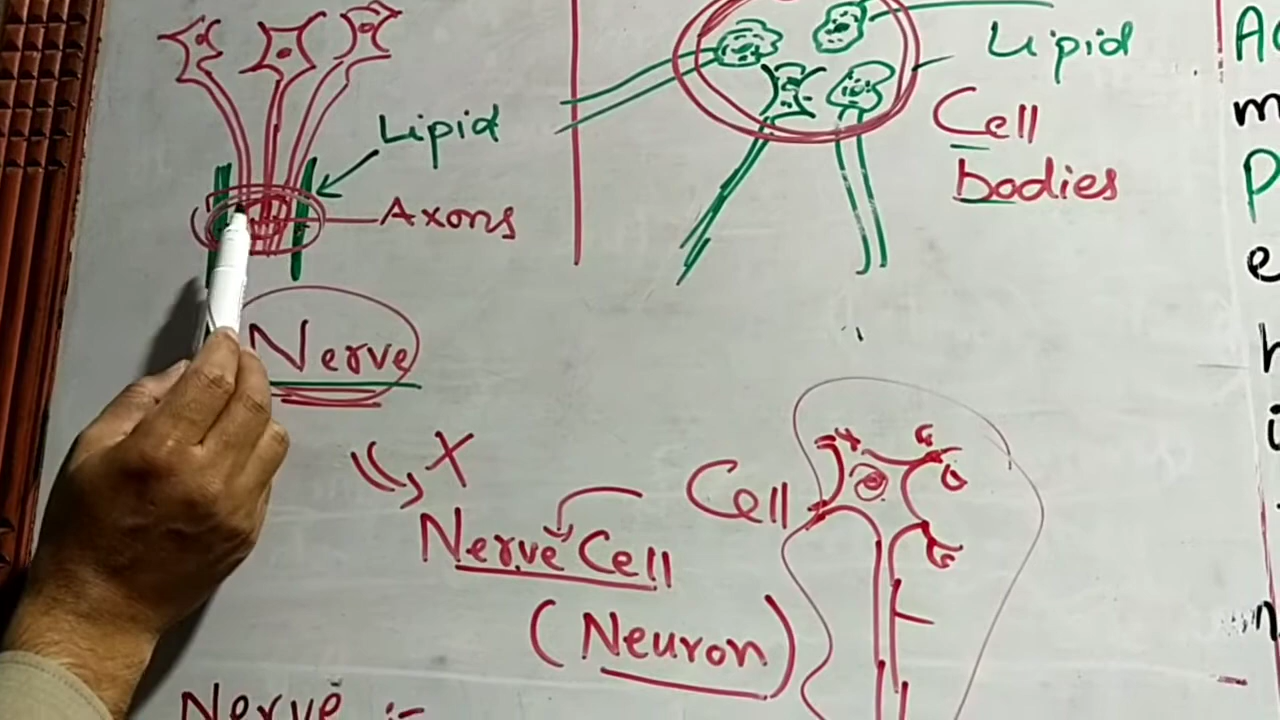 Lipid
Axons
Nerve
Lipid
Cell
bodies
X
Nerve Cell
(Neuron)
Cell
Nerve :-